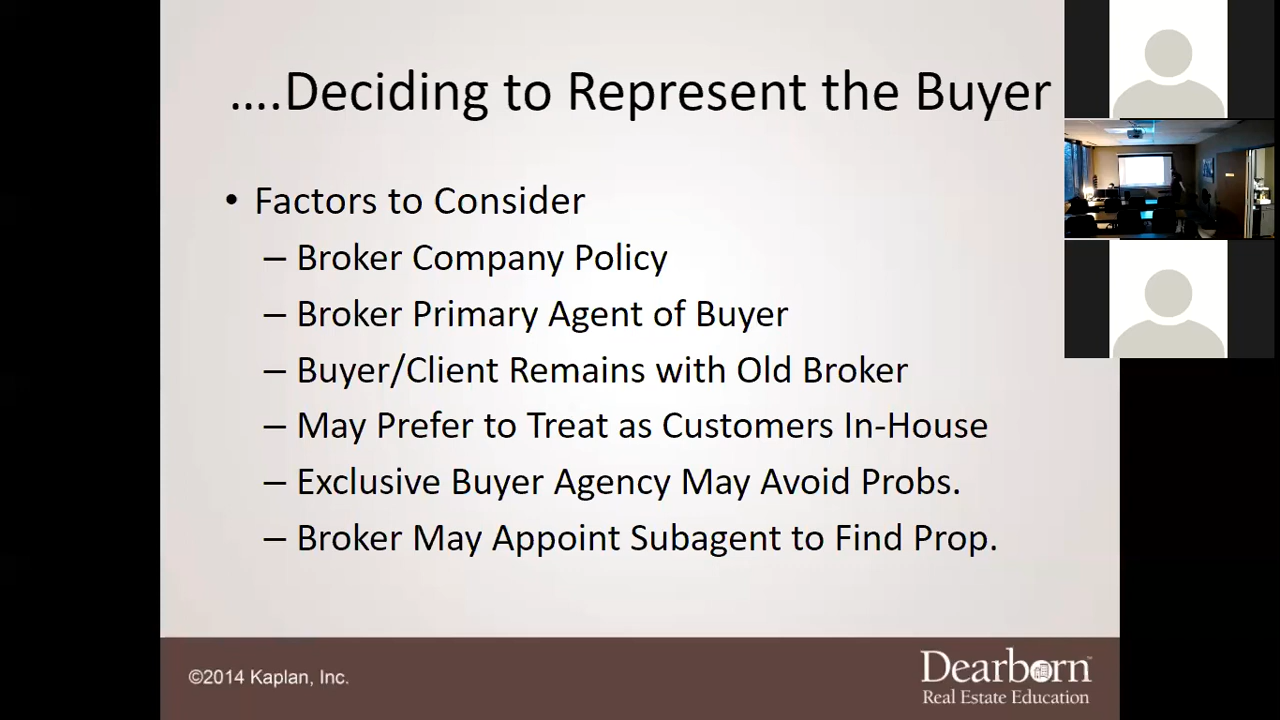 ....Deciding to Represent the Buyer
• Factors to Consider
– Broker Company Policy
– Broker Primary Agent of Buyer
– Buyer/Client Remains with Old Broker
– May Prefer to Treat as Customers In-House
– Exclusive Buyer Agency May Avoid Probs.
– Broker May Appoint Subagent to Find Prop.
©2014 Kaplan, Inc.
Dearborn™
Real Estate Education